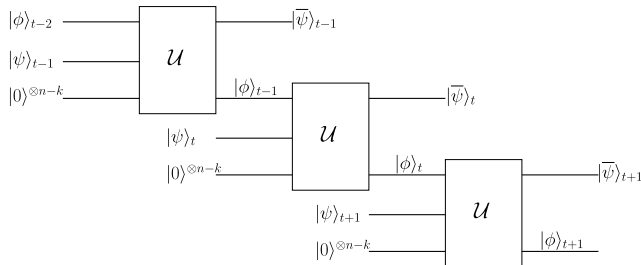 |ϕ⟩_{t−2} |ψ̅⟩_{t−1}
𝒰
|ψ⟩_{t−1}
|0⟩^{⊗n−k} |ϕ⟩_{t−1} |ψ̅⟩_t
𝒰
|ψ⟩_t
|0⟩^{⊗n−k} |ϕ⟩_t |ψ̅⟩_{t+1}
𝒰
|ψ⟩_{t+1}
|0⟩^{⊗n−k} |ϕ⟩_{t+1}